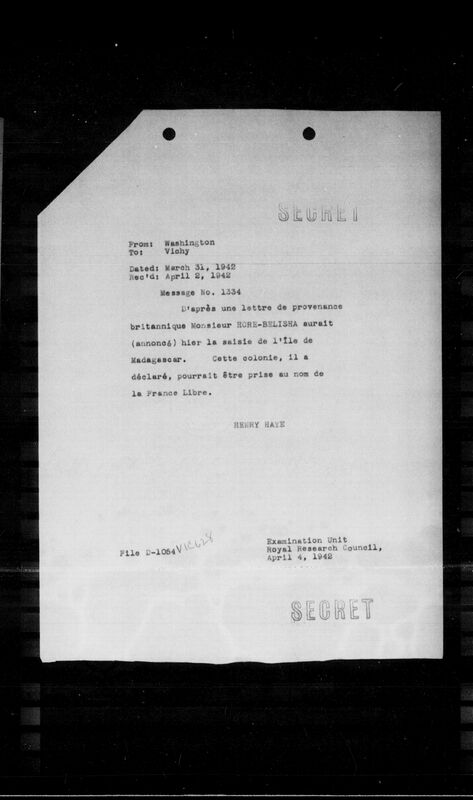 SECRET
From: Washington
To: Vichy
Dated: March 31, 1942
Rec'd: April 2, 1942
Message No. 1334
D'après une lettre de provenance
britannique Monsieur HORE-BELISHA aurait
(annoncé) hier la saisie de l'Île de
Madagascar. Cette colonie, il a
déclaré, pourrait être prise au nom de
la France Libre.
HENRY HAYE
File D-1054 VIC628
Examination Unit
Royal Research Council,
April 4, 1942
SECRET